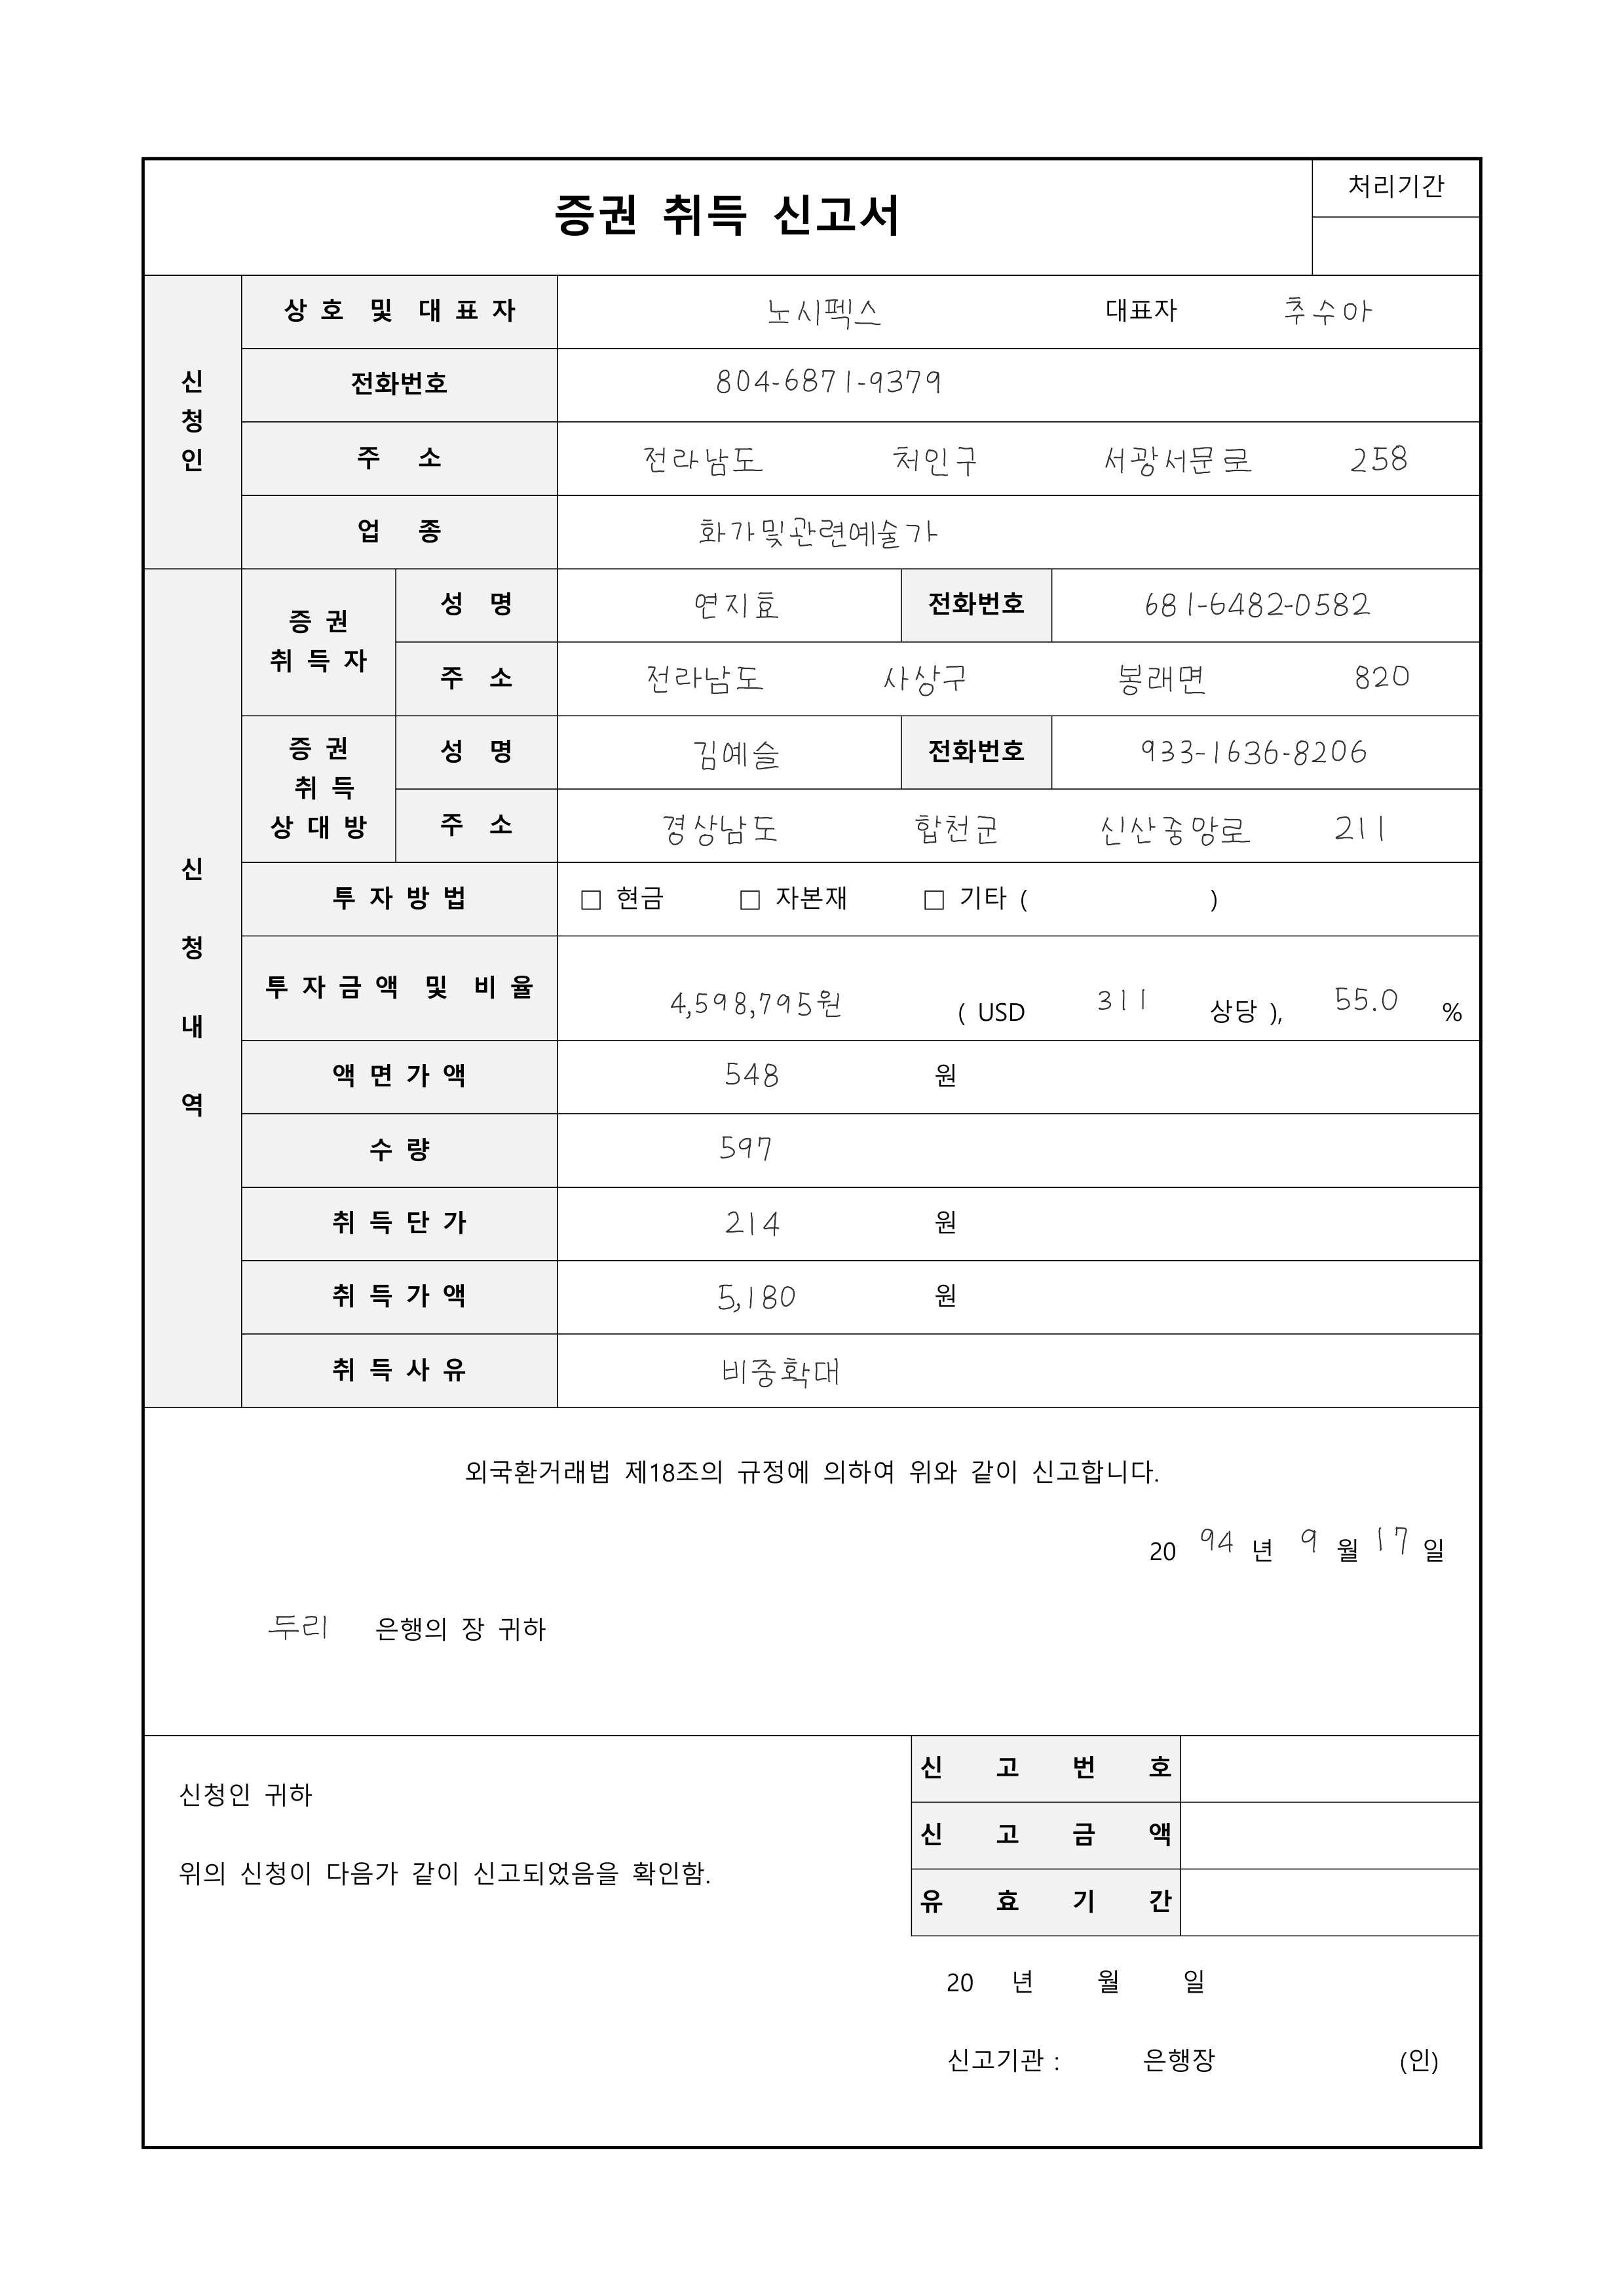 증권 취득 신고서
처리기간
신청인
상 호 및 대 표 자 노시펙스 대표자 추수아
전화번호 804-6871-9379
주 소 전라남도 처인구 서광서문로 258
업 종 화가및관련예술가
신청내역
증 권 취 득 자
성 명 연지효 전화번호 681-6482-0582
주 소 전라남도 사상구 봉래면 820
증 권 취 득 상 대 방
성 명 김예슬 전화번호 933-1636-8206
주 소 경상남도 합천군 신산중앙로 211
투 자 방 법 □ 현금 □ 자본재 □ 기타 ( )
투 자 금 액 및 비 율 4,598,795원 ( USD 311 상당 ), 55.0 %
액 면 가 액 548 원
수 량 597
취 득 단 가 214 원
취 득 가 액 5,180 원
취 득 사 유 비중확대
외국환거래법 제18조의 규정에 의하여 위와 같이 신고합니다.
20 94 년 9 월 17 일
두리 은행의 장 귀하
신청인 귀하
위의 신청이 다음가 같이 신고되었음을 확인함.
신 고 번 호
신 고 금 액
유 효 기 간
20 년 월 일
신고기관 : 은행장 (인)